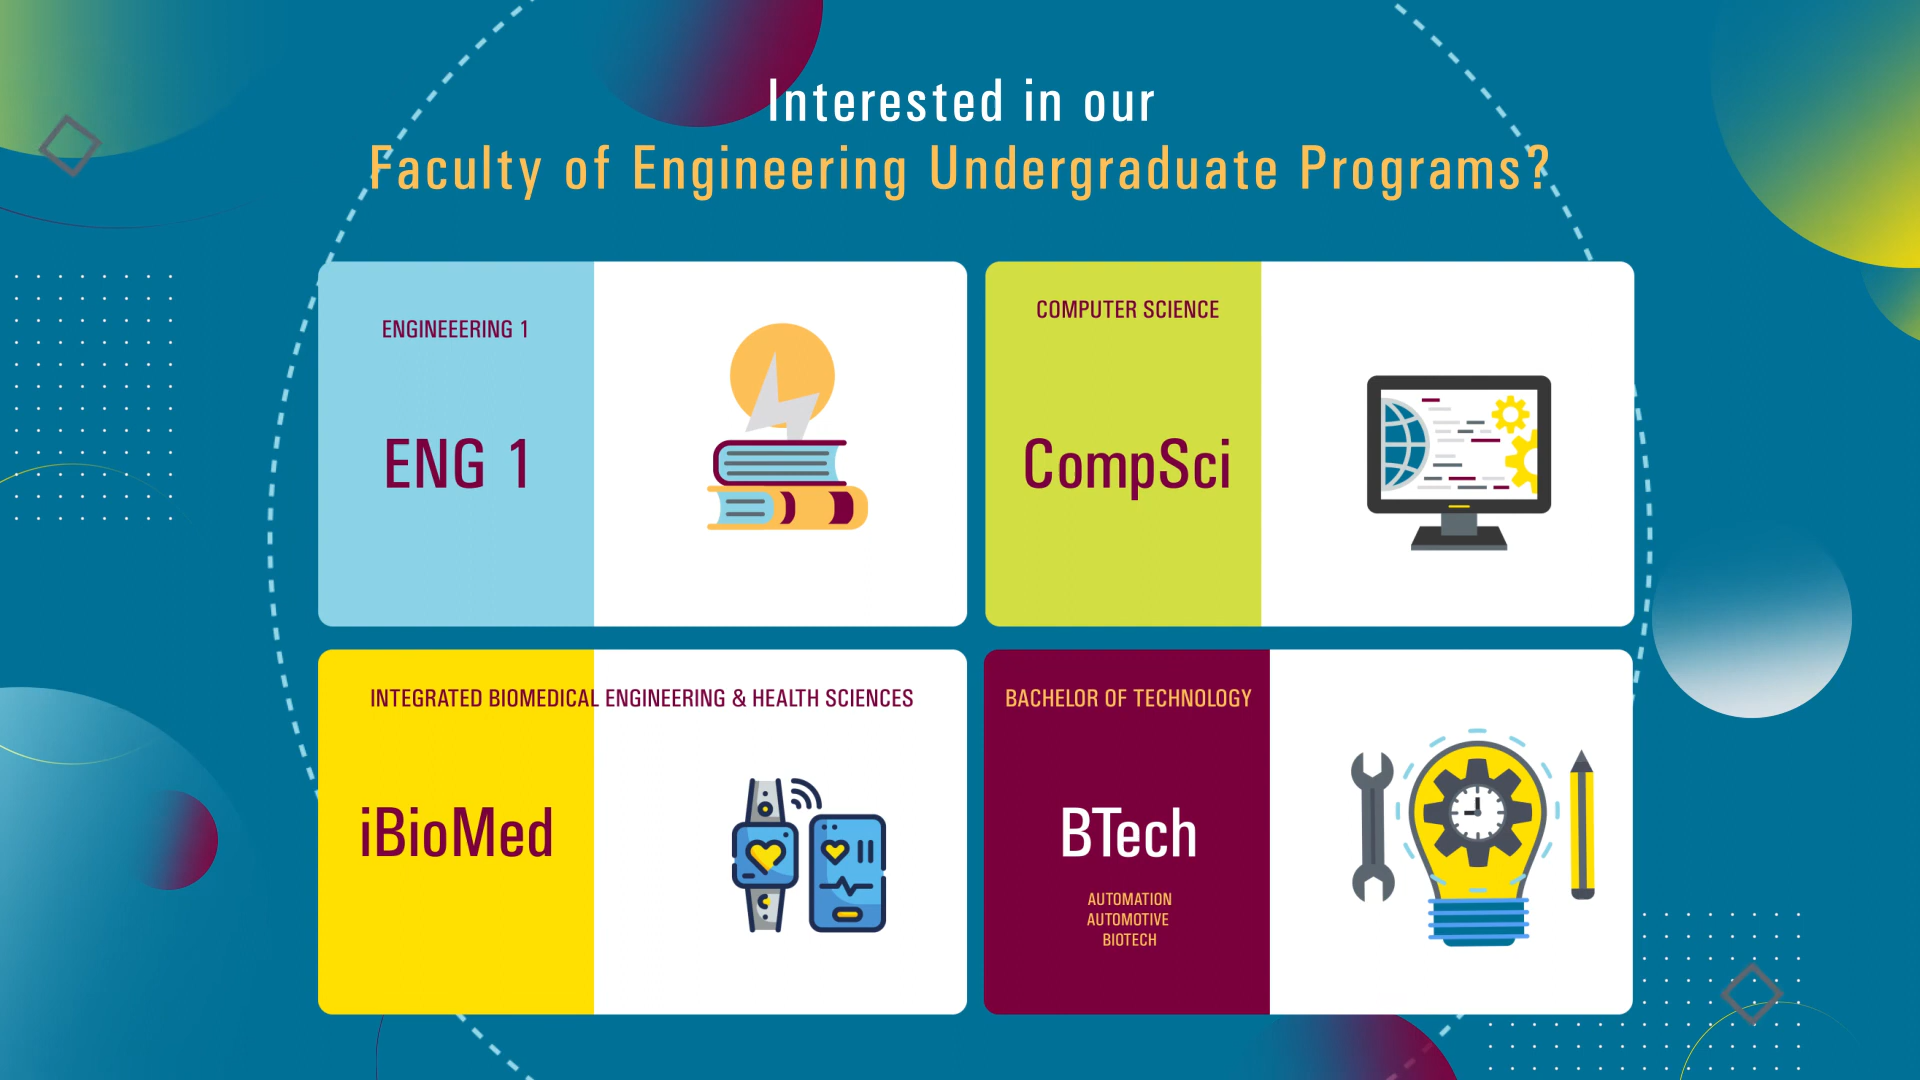 Interested in our
Faculty of Engineering Undergraduate Programs?
ENGINEEERING 1
ENG 1
COMPUTER SCIENCE
CompSci
INTEGRATED BIOMEDICAL ENGINEERING & HEALTH SCIENCES
iBioMed
BACHELOR OF TECHNOLOGY
BTech
AUTOMATION
AUTOMOTIVE
BIOTECH